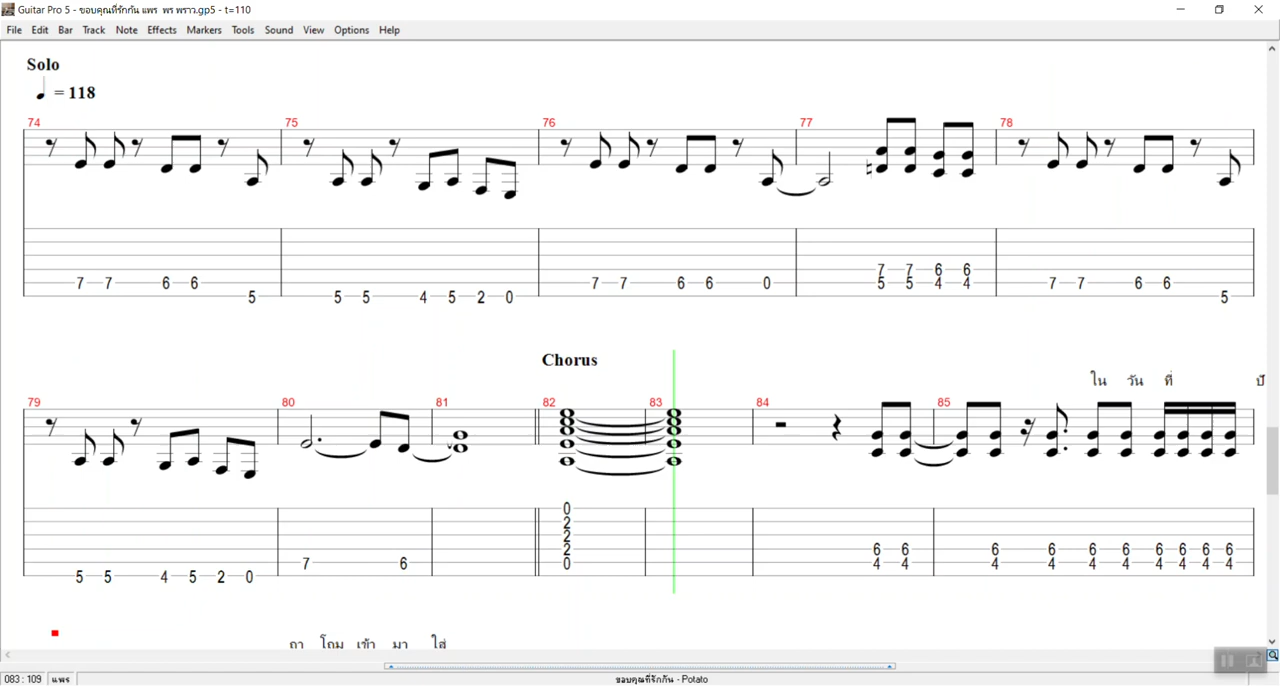 Guitar Pro 5 - ขอบคุณที่รักกัน แพร พร พราว.gp5 - t=110
File Edit Bar Track Note Effects Markers Tools Sound View Options Help
Solo
= 118
74 75 76 77 78
7 7 6 6 7 7 6 6
5 5 4 4
7 7 6 6 5 5 5 4 5 2 0 7 7 6 6 0 7 7 6 6 5
Chorus
ใน วัน ที่ ปั
79 80 81 82 83 84 85
0
2
2
2 6 6 6 6 6 6 6 6 6 6
7 6 0 4 4 4 4 4 4 4 4 4 4
5 5 4 5 2 0
ถา โถม เข้า มา ใส่
083 : 109 แพร ขอบคุณที่รักกัน - Potato